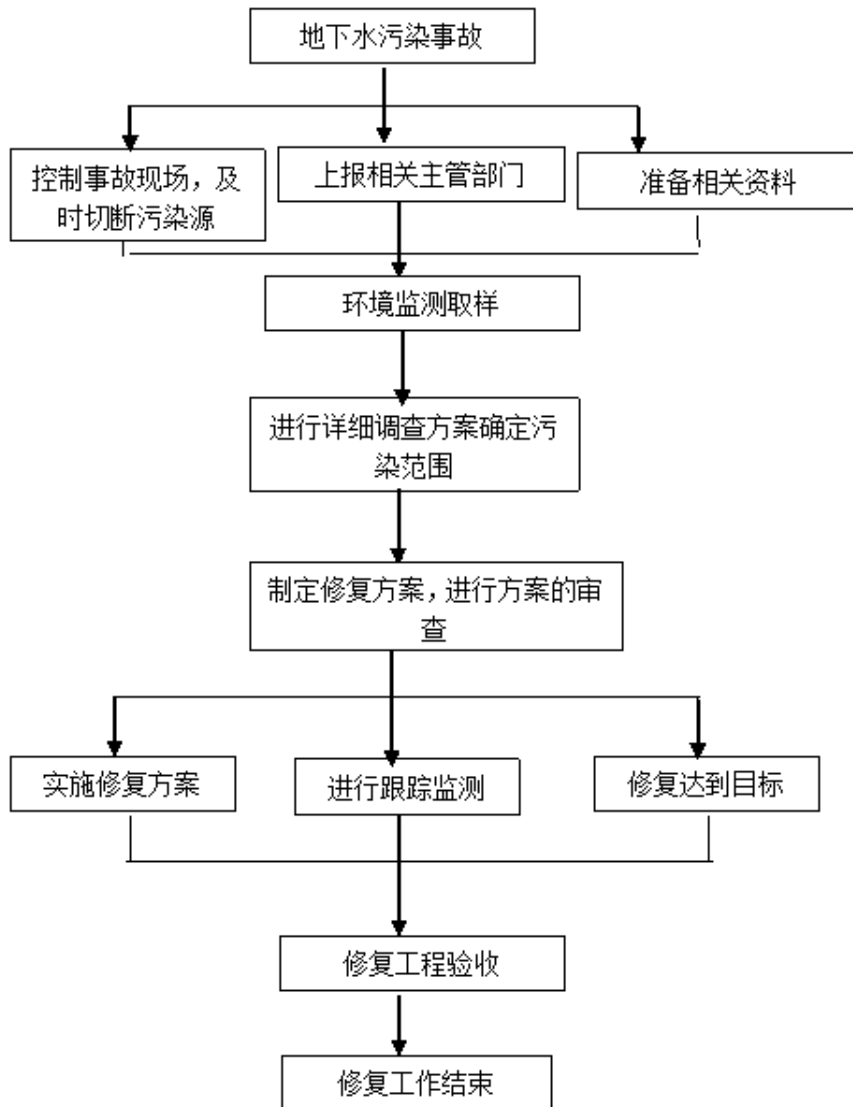 地下水污染事故
控制事故现场，及
时切断污染源
上报相关主管部门
准备相关资料
环境监测取样
进行详细调查方案确定污
染范围
制定修复方案，进行方案的审
查
实施修复方案
进行跟踪监测
修复达到目标
修复工程验收
修复工作结束